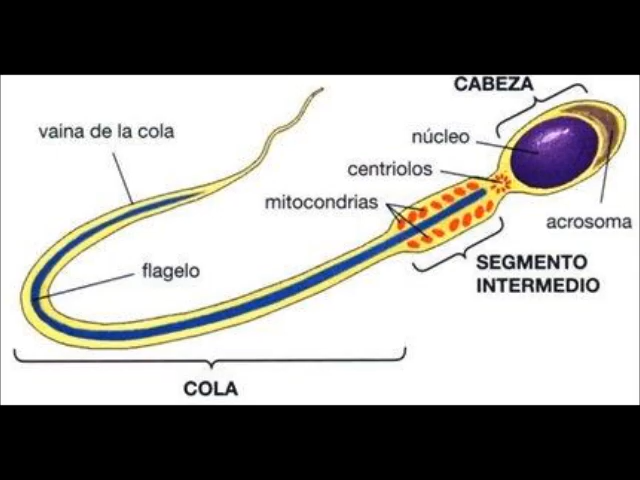 CABEZA
vaina de la cola
núcleo
centriolos
mitocondrias
acrosoma
SEGMENTO
INTERMEDIO
flagelo
COLA